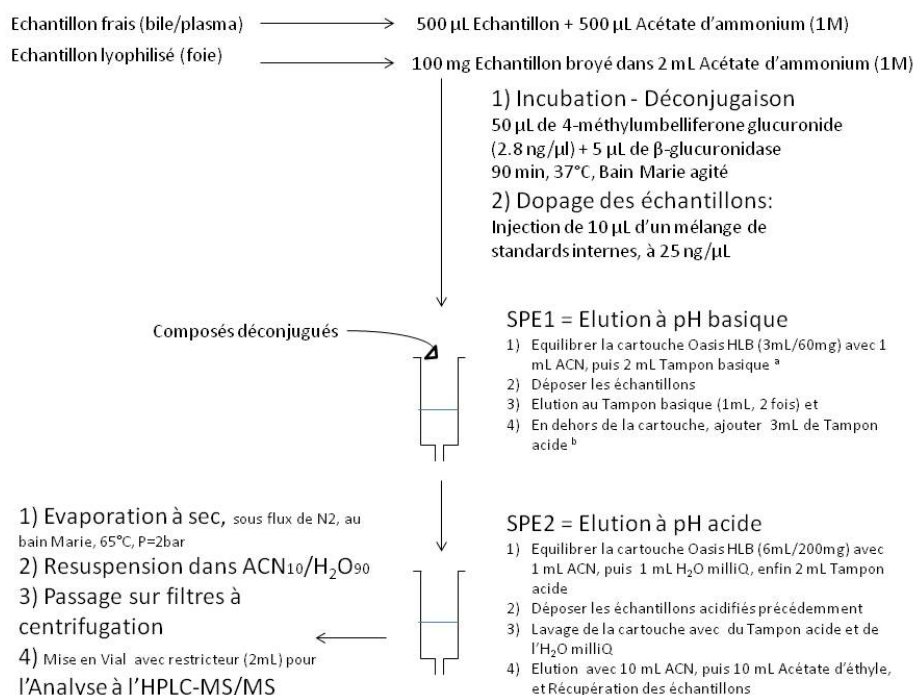 Echantillon frais (bile/plasma)
500 µL Echantillon + 500 µL Acétate d'ammonium (1M)
Echantillon lyophilisé (foie)
100 mg Echantillon broyé dans 2 mL Acétate d'ammonium (1M)
1) Incubation - Déconjugaison
50 µL de 4-méthylumbelliferone glucuronide
(2.8 ng/µl) + 5 µL de β-glucuronidase
90 min, 37°C, Bain Marie agité
2) Dopage des échantillons:
Injection de 10 µL d'un mélange de
standards internes, à 25 ng/µL
Composés déconjugués
SPE1 = Elution à pH basique
1) Equilibrer la cartouche Oasis HLB (3mL/60mg) avec 1
mL ACN, puis 2 mL Tampon basique ᵃ
2) Déposer les échantillons
3) Elution au Tampon basique (1mL, 2 fois) et
4) En dehors de la cartouche, ajouter 3mL de Tampon
acide ᵇ
SPE2 = Elution à pH acide
1) Equilibrer la cartouche Oasis HLB (6mL/200mg) avec
1 mL ACN, puis 1 mL H₂O milliQ, enfin 2 mL Tampon
acide
2) Déposer les échantillons acidifiés précédemment
3) Lavage de la cartouche avec du Tampon acide et de
l'H₂O milliQ
4) Elution avec 10 mL ACN, puis 10 mL Acétate d'éthyle,
et Récupération des échantillons
1) Evaporation à sec, sous flux de N2, au
bain Marie, 65°C, P=2bar
2) Resuspension dans ACN₁₀/H₂O₉₀
3) Passage sur filtres à
centrifugation
4) Mise en Vial avec restricteur (2mL) pour
l'Analyse à l'HPLC-MS/MS